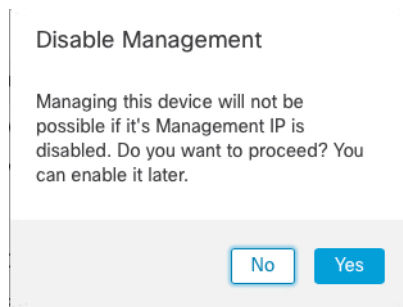 Disable Management
Managing this device will not be
possible if it's Management IP is
disabled. Do you want to proceed? You
can enable it later.
No
Yes